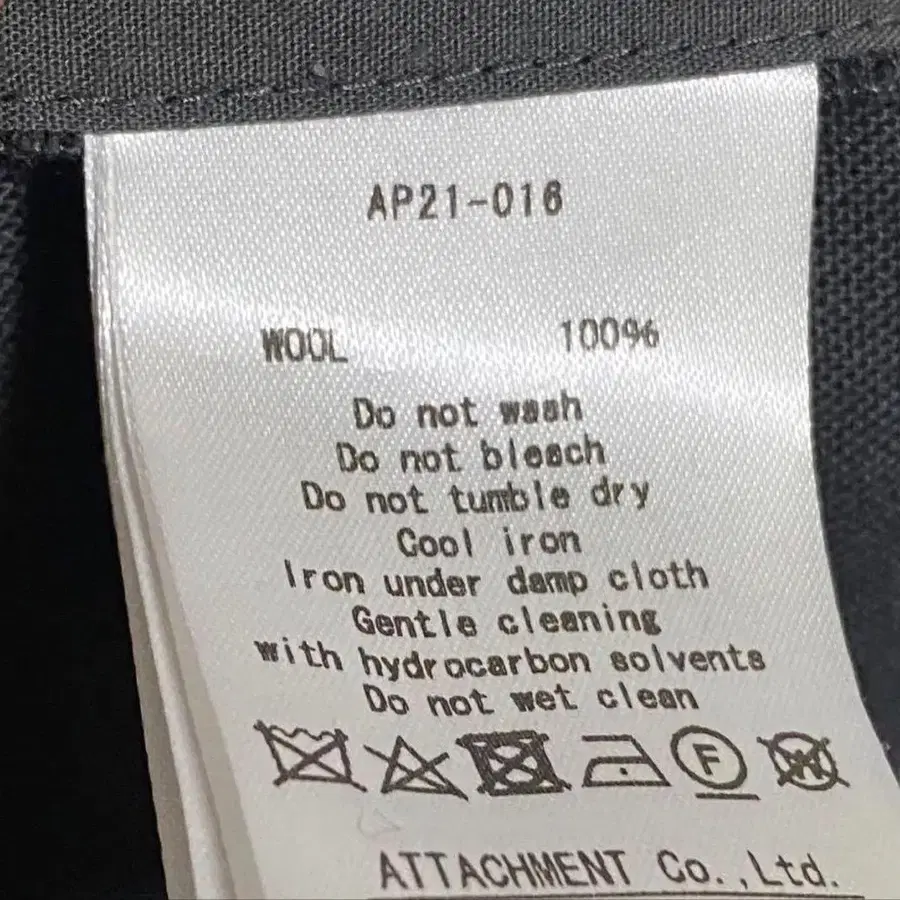 AP21-016
WOOL 100%
Do not wash
Do not bleach
Do not tumble dry
Cool iron
Iron under damp cloth
Gentle cleaning
with hydrocarbon solvents
Do not wet clean
F W
ATTACHMENT Co.,Ltd.